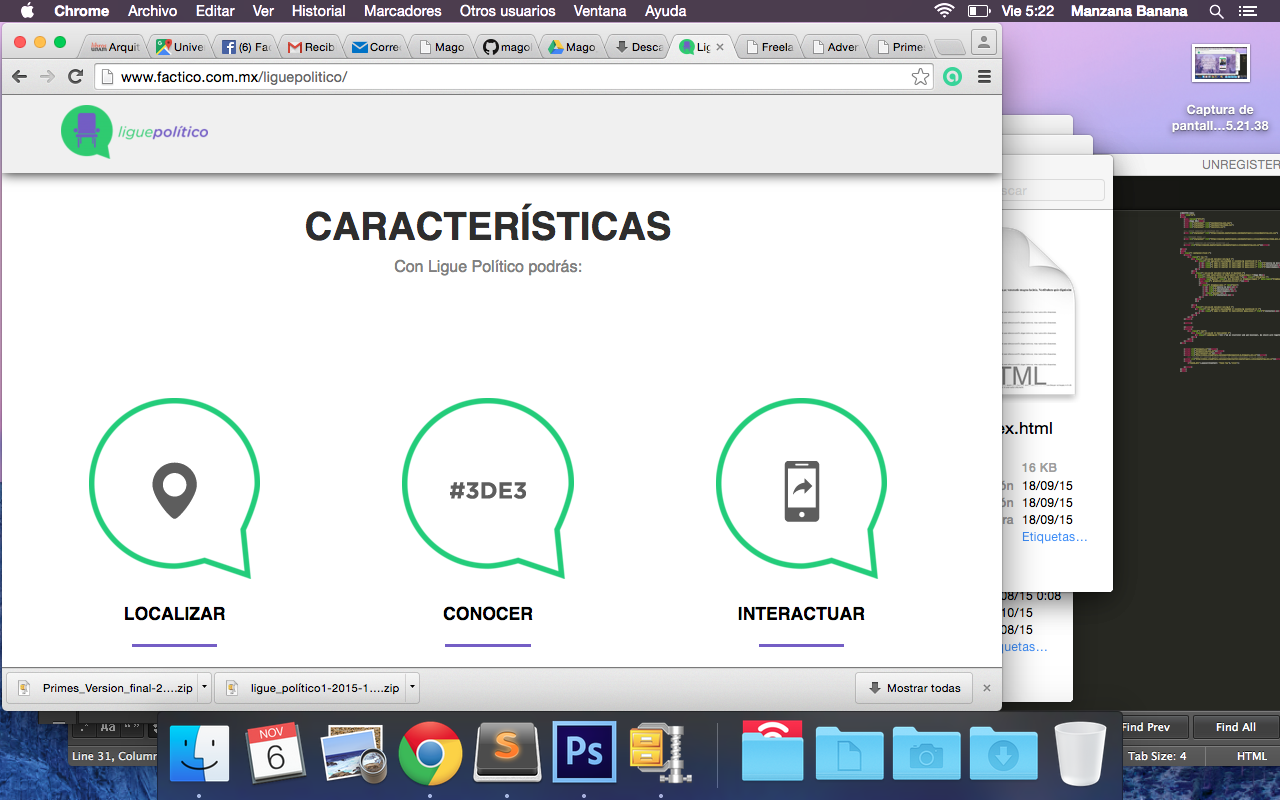 Chrome Archivo Editar Ver Historial Marcadores Otros usuarios Ventana Ayuda Vie 5:22 Manzana Banana
Arquit Unive (6) Fac Recib Corre Mago mago Mago Desca Lig Freela Adver Primer
www.factico.com.mx/liguepolitico/
liguepolítico
CARACTERÍSTICAS
Con Ligue Político podrás:
#3DE3
LOCALIZAR CONOCER INTERACTUAR
Primes_Version_final-2....zip ligue_político1-2015-1....zip Mostrar todas
Captura de
pantall...5.21.38
UNREGISTER
scar
TML
ex.html
16 KB
ón 18/09/15
ón 18/09/15
ra 18/09/15
Etiquetas...
08/15 0:08
10/15
08/15
quetas...
Aa
Find Prev Find All
Line 31, Column
Tab Size: 4 HTML
NOV
6
S
Ps